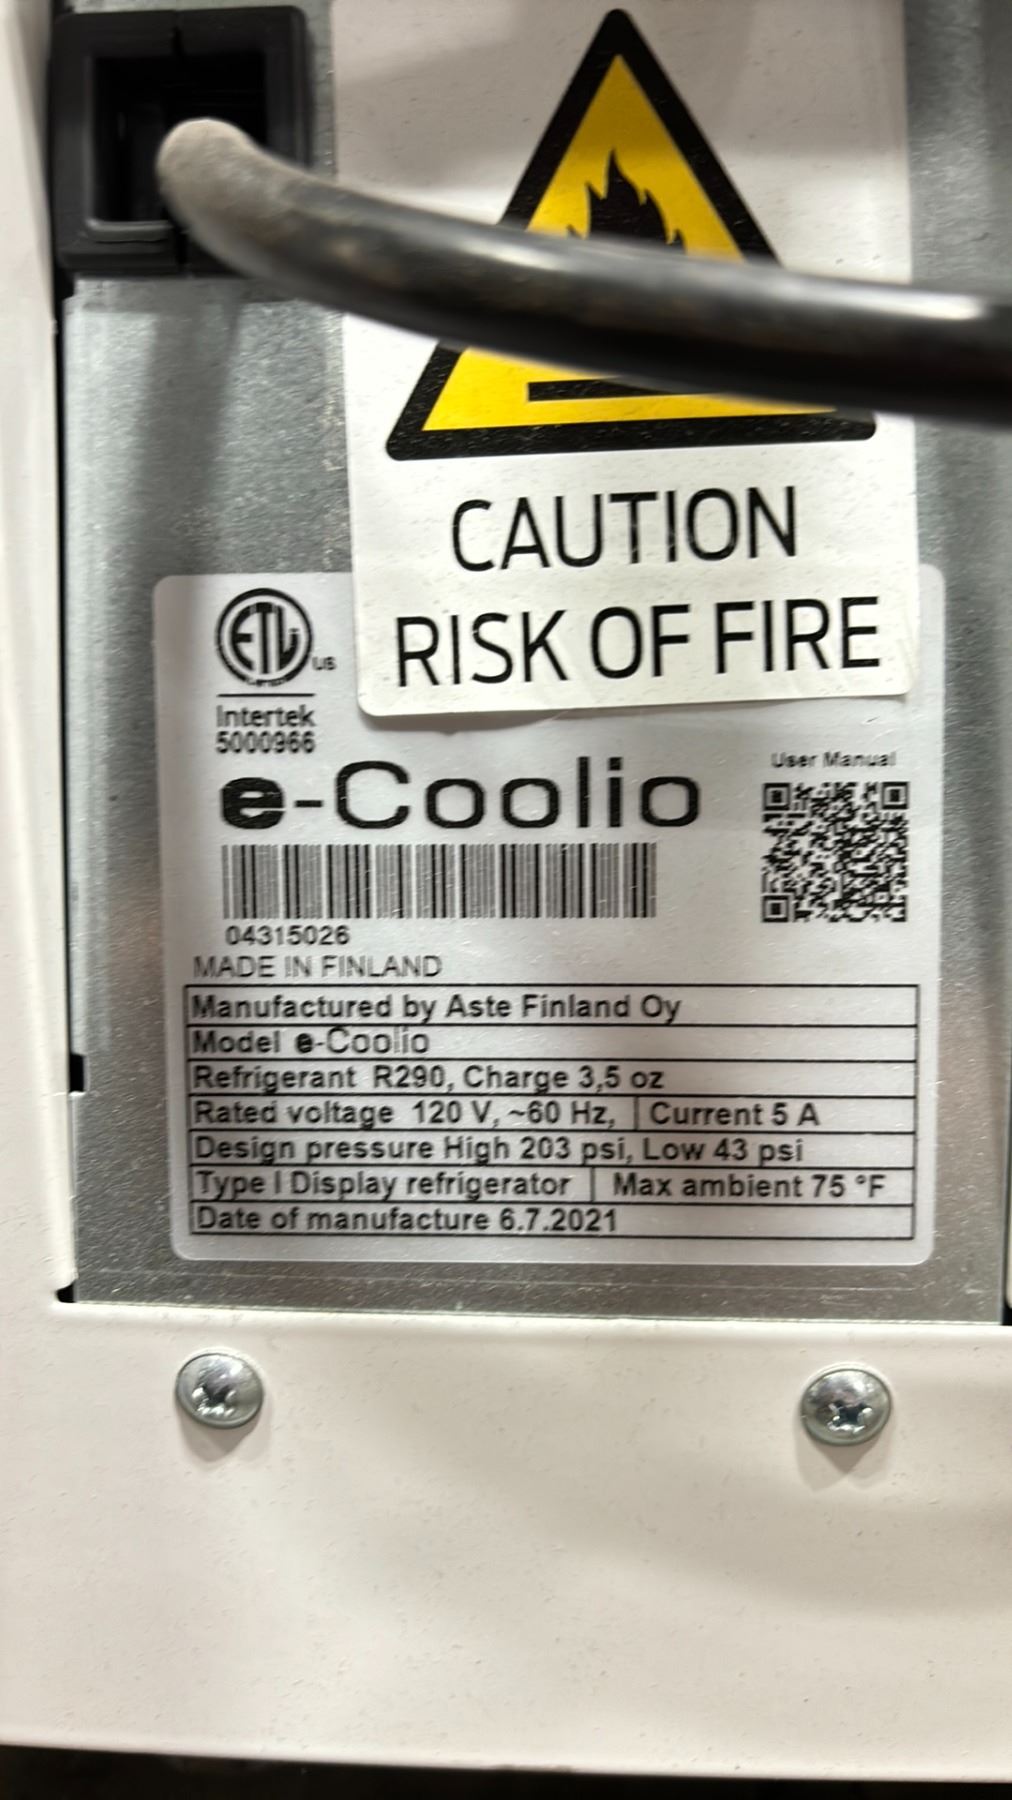 CAUTION
RISK OF FIRE
ETL
us
Intertek
5000966
e-Coolio
User Manual
04315026
MADE IN FINLAND
Manufactured by Aste Finland Oy
Model e-Coolio
Refrigerant R290, Charge 3,5 oz
Rated voltage 120 V, ~60 Hz, Current 5 A
Design pressure High 203 psi, Low 43 psi
Type I Display refrigerator Max ambient 75 °F
Date of manufacture 6.7.2021